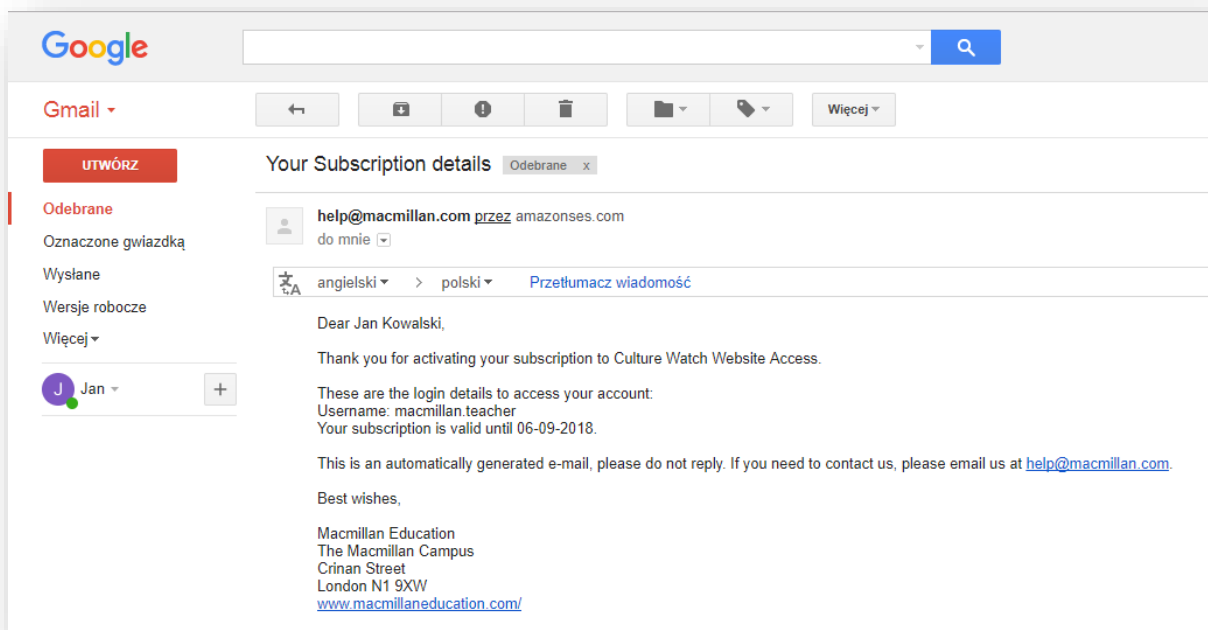 Google
Gmail
Więcej
UTWÓRZ
Your Subscription details Odebrane x
Odebrane
Oznaczone gwiazdką
Wysłane
Wersje robocze
Więcej
J Jan +
help@macmillan.com przez amazonses.com
do mnie
文A angielski > polski Przetłumacz wiadomość
Dear Jan Kowalski,
Thank you for activating your subscription to Culture Watch Website Access.
These are the login details to access your account:
Username: macmillan.teacher
Your subscription is valid until 06-09-2018.
This is an automatically generated e-mail, please do not reply. If you need to contact us, please email us at help@macmillan.com.
Best wishes,
Macmillan Education
The Macmillan Campus
Crinan Street
London N1 9XW
www.macmillaneducation.com/